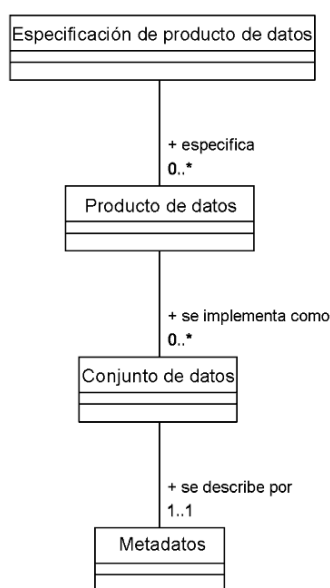 Especificación de producto de datos
+ especifica
0..*
Producto de datos
+ se implementa como
0..*
Conjunto de datos
+ se describe por
1..1
Metadatos